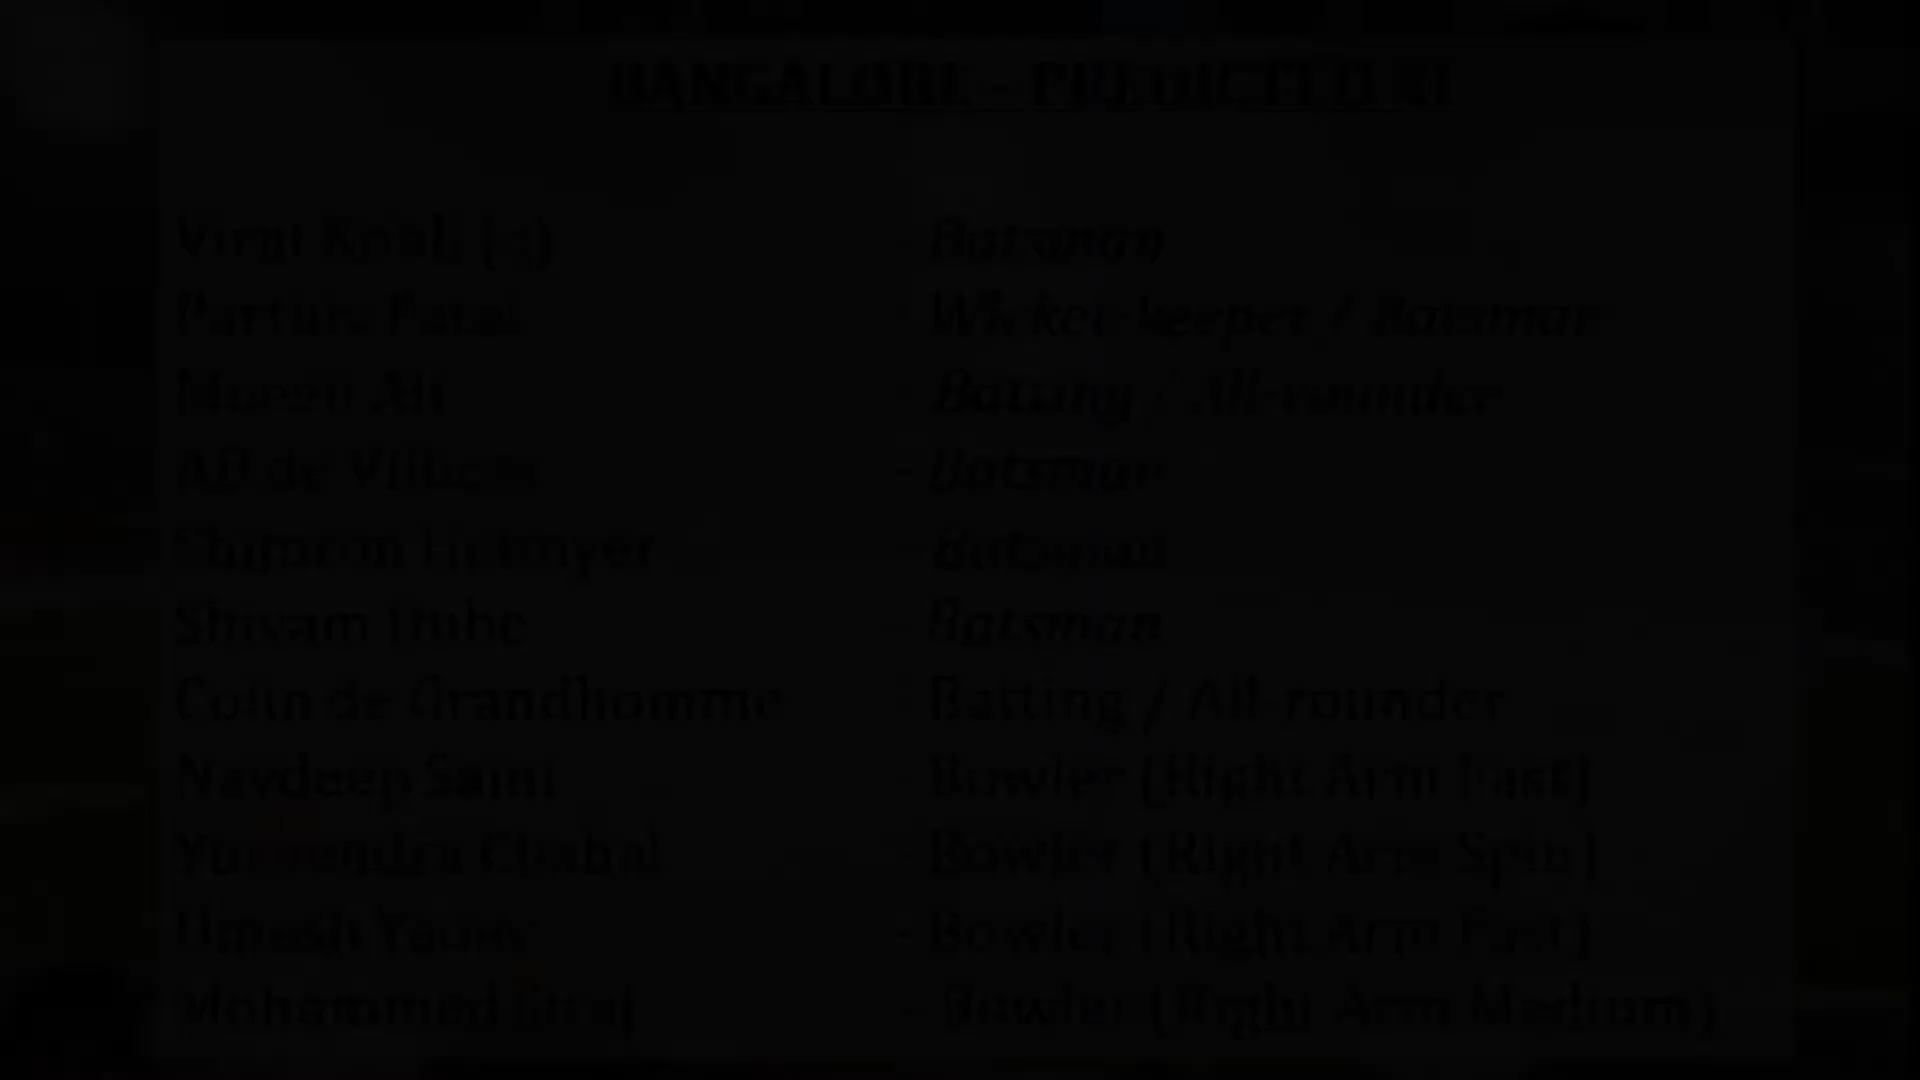 BANGALORE - PREDICTED XI
Virat Kohli (c) - Batsman
Parthiv Patel - Wicket-keeper / Batsman
Moeen Ali - Batting / All-rounder
AB de Villiers - Batsman
Shimron Hetmyer - Batsman
Shivam Dube - Batsman
Colin de Grandhomme - Batting / All-rounder
Navdeep Saini - Bowler (Right Arm Fast)
Yuzvendra Chahal - Bowler (Right Arm Spin)
Umesh Yadav - Bowler (Right Arm Fast)
Mohammed Siraj - Bowler (Right Arm Medium)